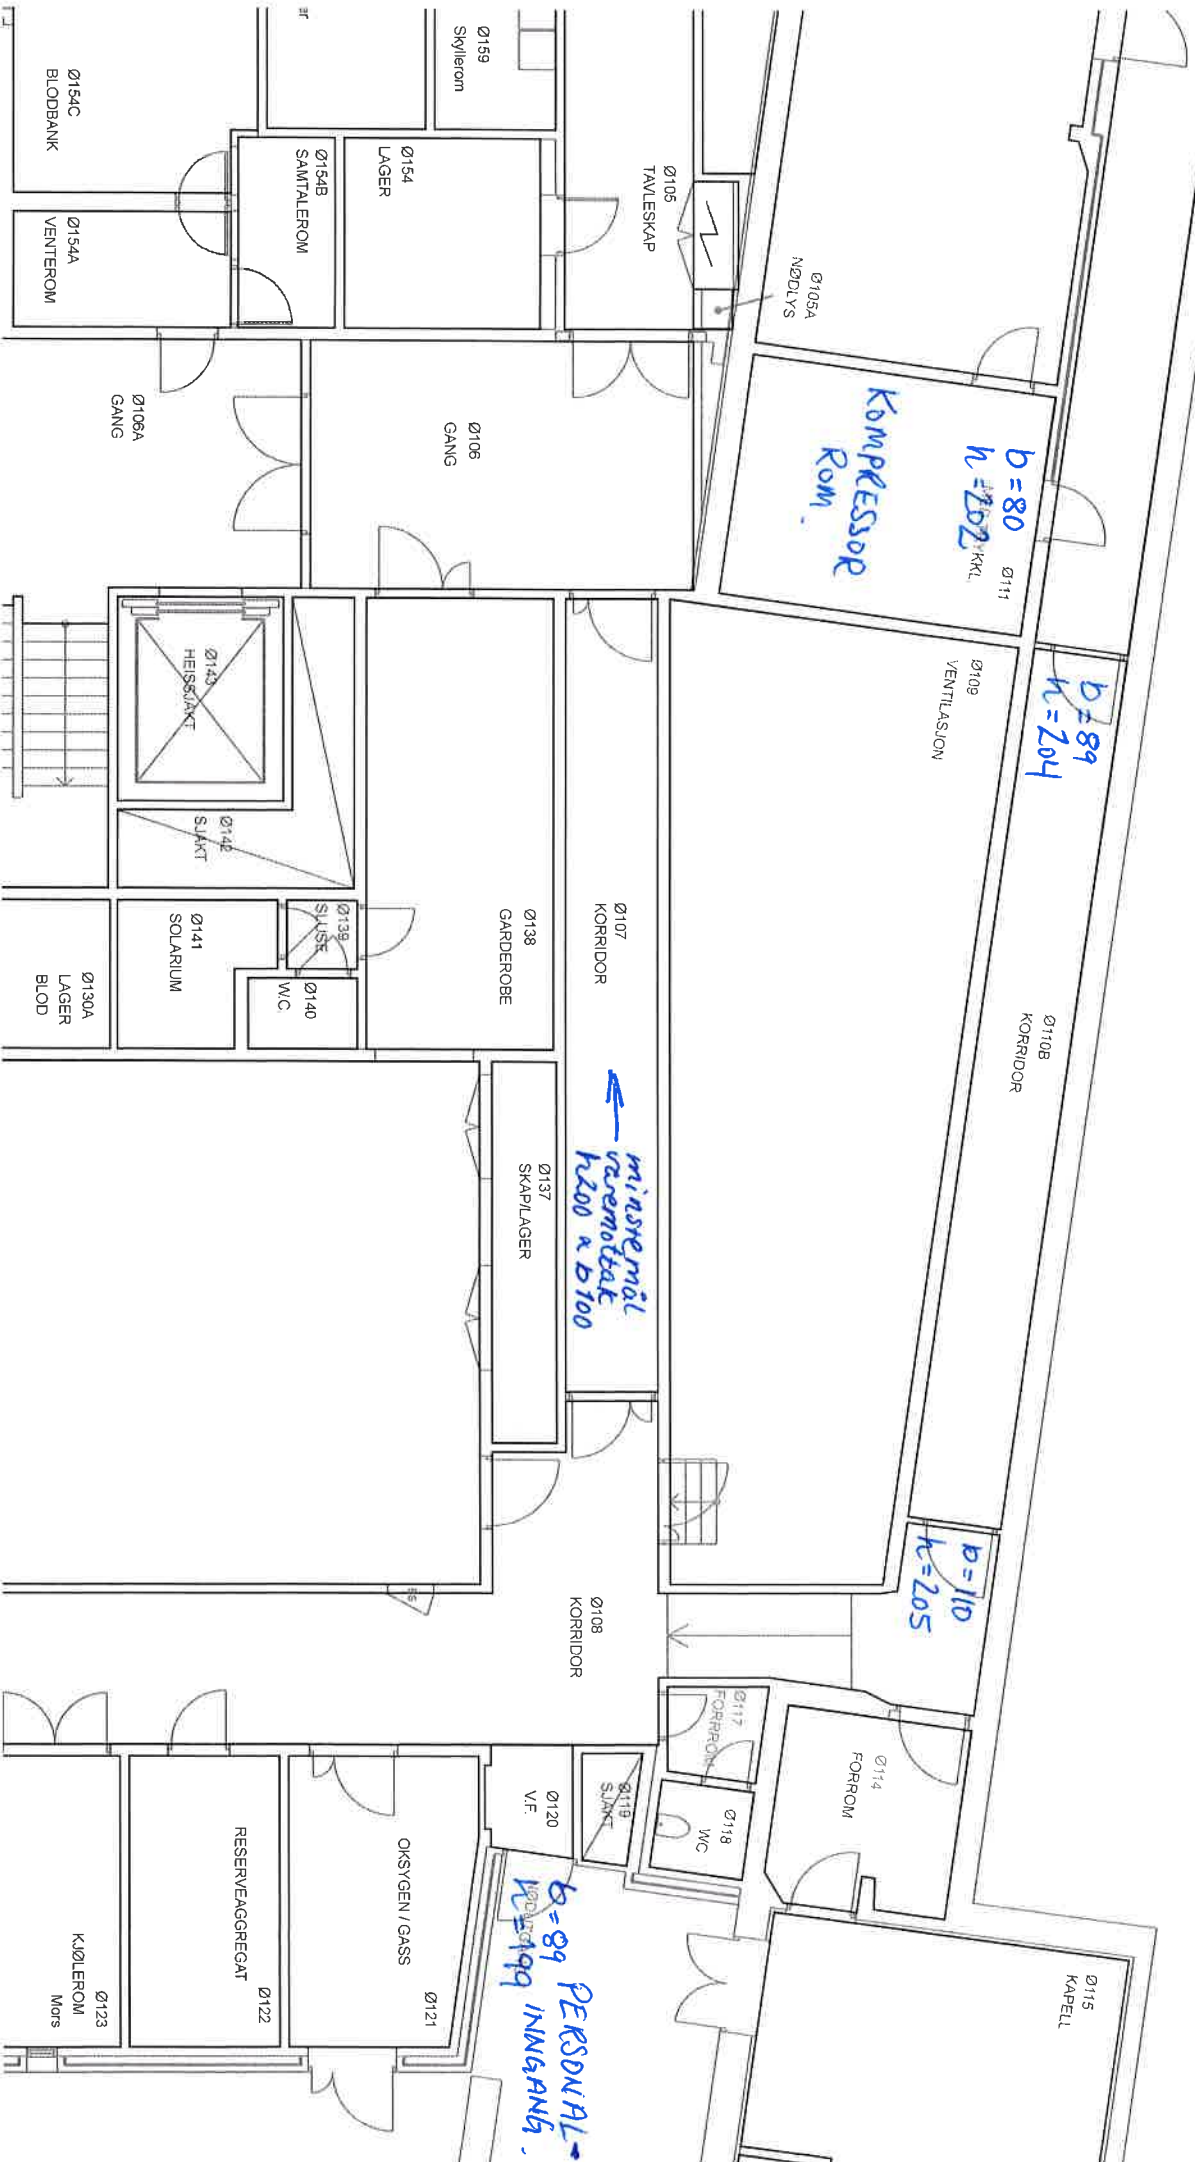 Ø159
Skyllerom
Ø154C
BLODBANK
Ø154B
SAMTALEROM
Ø154
LAGER
Ø105
TAVLESKAP
Ø154A
VENTEROM
Ø105A
NØDLYS
Ø106A
GANG
Ø106
GANG
KOMPRESSOR
ROM.
b=80
h=202
Ø111
Ø143
HEISSJAKT
Ø109
VENTILASJON
b=89
h=204
Ø142
SJAKT
Ø141
SOLARIUM
Ø139
SLUSE
Ø140
W.C.
Ø138
GARDEROBE
Ø107
KORRIDOR
Ø130A
LAGER
BLOD
Ø110B
KORRIDOR
←
minstemål
varemottak
h200 x b100
Ø137
SKAP/LAGER
b=110
h=205
BS
Ø108
KORRIDOR
Ø117
FORROM
Ø114
FORROM
Ø119
SJAKT
Ø118
WC
Ø120
V.F.
OKSYGEN / GASS
Ø121
RESERVEAGGREGAT
Ø122
KJØLEROM
Mors
Ø123
b=89 PERSONAL-
h=199 INNGANG.
Ø115
KAPELL